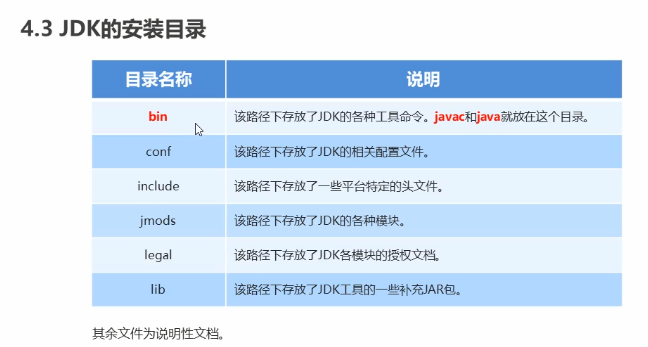 4.3 JDK的安装目录
目录名称 说明
bin 该路径下存放了JDK的各种工具命令。javac和java就放在这个目录。
conf 该路径下存放了JDK的相关配置文件。
include 该路径下存放了一些平台特定的头文件。
jmods 该路径下存放了JDK的各种模块。
legal 该路径下存放了JDK各模块的授权文档。
lib 该路径下存放了JDK工具的一些补充JAR包。
其余文件为说明性文档。